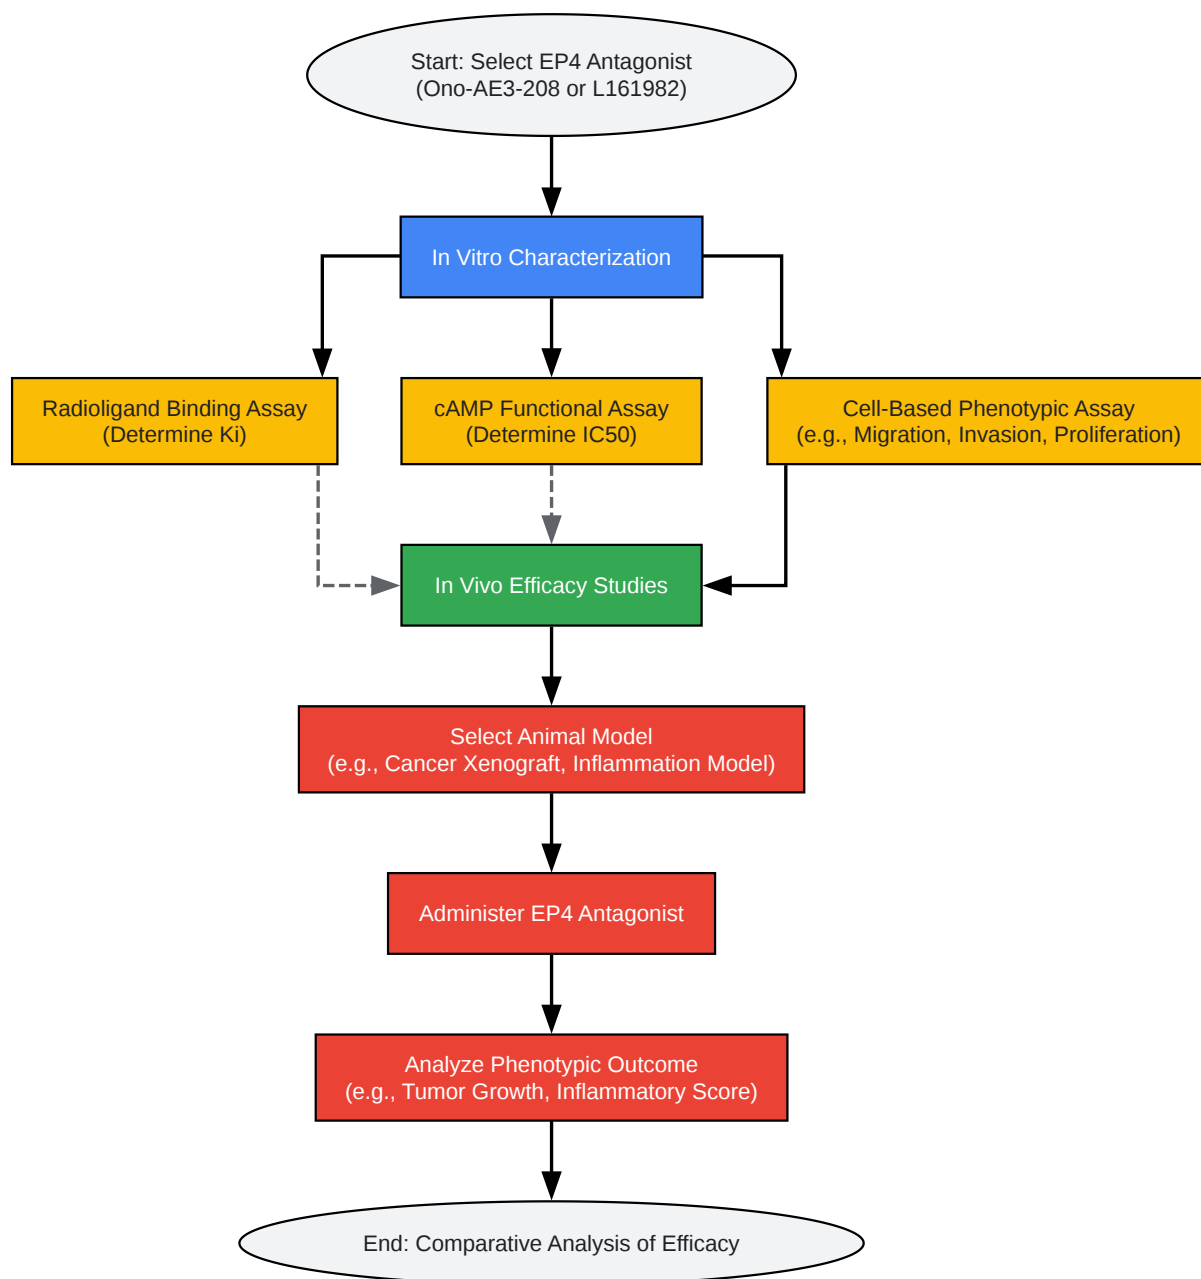 Start: Select EP4 Antagonist
(Ono-AE3-208 or L161982)
In Vitro Characterization
Radioligand Binding Assay
(Determine Ki)
cAMP Functional Assay
(Determine IC50)
Cell-Based Phenotypic Assay
(e.g., Migration, Invasion, Proliferation)
In Vivo Efficacy Studies
Select Animal Model
(e.g., Cancer Xenograft, Inflammation Model)
Administer EP4 Antagonist
Analyze Phenotypic Outcome
(e.g., Tumor Growth, Inflammatory Score)
End: Comparative Analysis of Efficacy